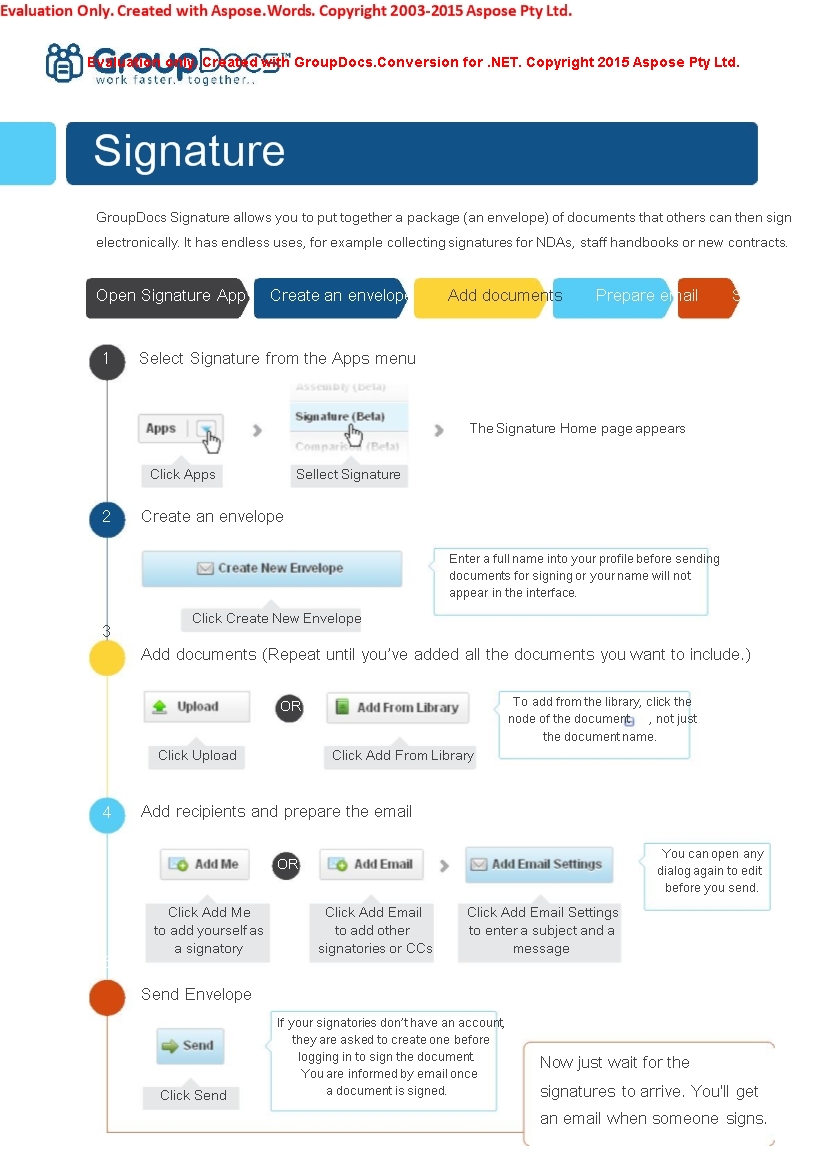 Evaluation Only. Created with Aspose.Words. Copyright 2003-2015 Aspose Pty Ltd.
GroupDocs™
Evaluation only. Created with GroupDocs.Conversion for .NET. Copyright 2015 Aspose Pty Ltd.
work faster.. together..
Signature
GroupDocs Signature allows you to put together a package (an envelope) of documents that others can then sign
electronically. It has endless uses, for example collecting signatures for NDAs, staff handbooks or new contracts.
Open Signature App Create an envelope Add documents Prepare email S
1 Select Signature from the Apps menu
Assembly (Beta)
Apps Signature (Beta) The Signature Home page appears
Comparison (Beta)
Click Apps Sellect Signature
2 Create an envelope
Create New Envelope
Enter a full name into your profile before sending
documents for signing or your name will not
appear in the interface.
Click Create New Envelope
3
Add documents (Repeat until you’ve added all the documents you want to include.)
Upload OR Add From Library
To add from the library, click the
node of the document , not just
the document name.
Click Upload Click Add From Library
4 Add recipients and prepare the email
Add Me OR Add Email Add Email Settings
You can open any
dialog again to edit
before you send.
Click Add Me
to add yourself as
a signatory
Click Add Email
to add other
signatories or CCs
Click Add Email Settings
to enter a subject and a
message
Send Envelope
Send
If your signatories don’t have an account,
they are asked to create one before
logging in to sign the document.
You are informed by email once
a document is signed.
Click Send
Now just wait for the
signatures to arrive. You'll get
an email when someone signs.